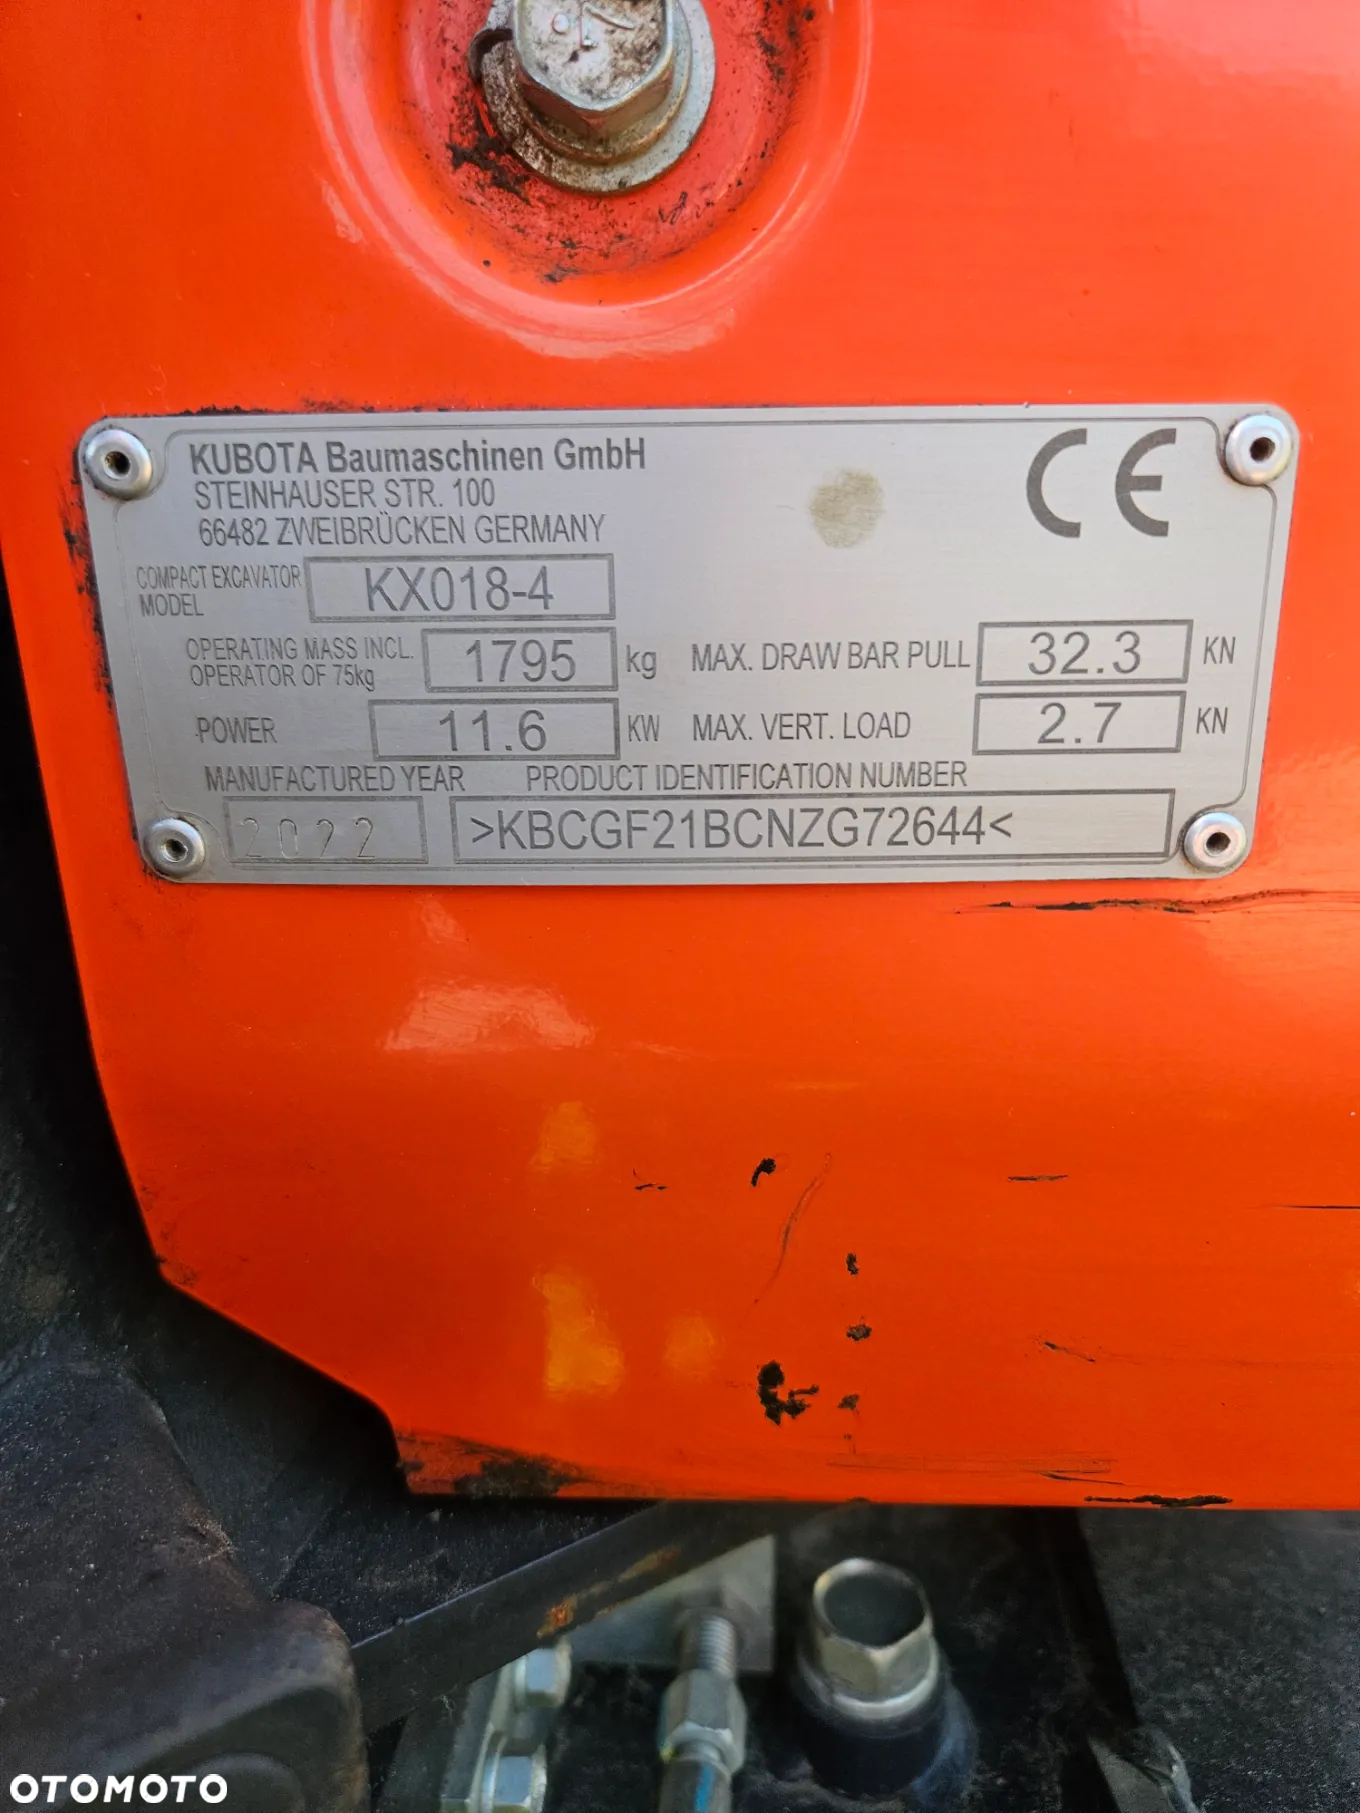 KUBOTA Baumaschinen GmbH
STEINHAUSER STR. 100
66482 ZWEIBRÜCKEN GERMANY
CE
COMPACT EXCAVATOR
MODEL
KX018-4
OPERATING MASS INCL.
OPERATOR OF 75kg
1795 kg
MAX. DRAW BAR PULL 32.3 KN
POWER 11.6 KW
MAX. VERT. LOAD 2.7 KN
MANUFACTURED YEAR
2022
PRODUCT IDENTIFICATION NUMBER
>KBCGF21BCNZG72644<
OTOMOTO